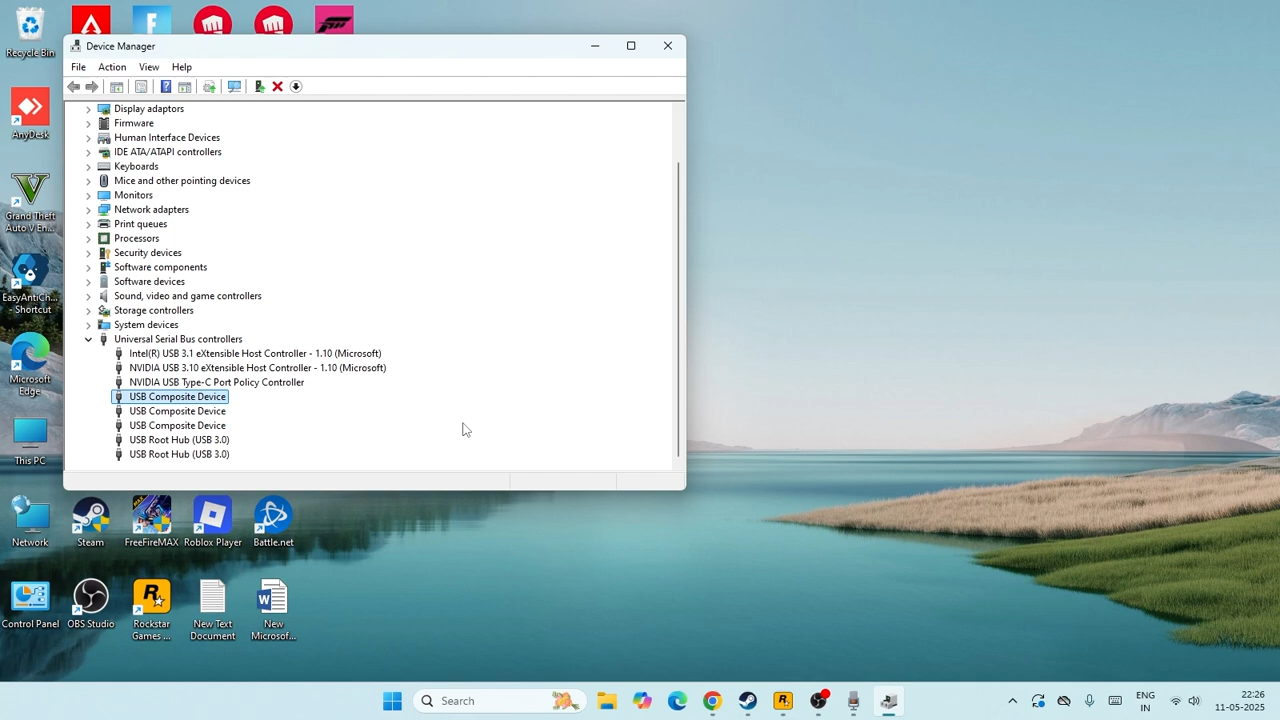 Recycle Bin
Device Manager
File
Action
View
Help
AnyDesk
Grand Theft
Auto V En...
EasyAntiCh...
- Shortcut
Microsoft
Edge
This PC
Display adaptors
Firmware
Human Interface Devices
IDE ATA/ATAPI controllers
Keyboards
Mice and other pointing devices
Monitors
Network adapters
Print queues
Processors
Security devices
Software components
Software devices
Sound, video and game controllers
Storage controllers
System devices
Universal Serial Bus controllers
Intel(R) USB 3.1 eXtensible Host Controller - 1.10 (Microsoft)
NVIDIA USB 3.10 eXtensible Host Controller - 1.10 (Microsoft)
NVIDIA USB Type-C Port Policy Controller
USB Composite Device
USB Composite Device
USB Composite Device
USB Root Hub (USB 3.0)
USB Root Hub (USB 3.0)
Network
Steam
FreeFireMAX
Roblox Player
Battle.net
Control Panel
OBS Studio
Rockstar
Games ...
New Text
Document
New
Microsof...
Search
ENG
IN
22:26
11-05-2025